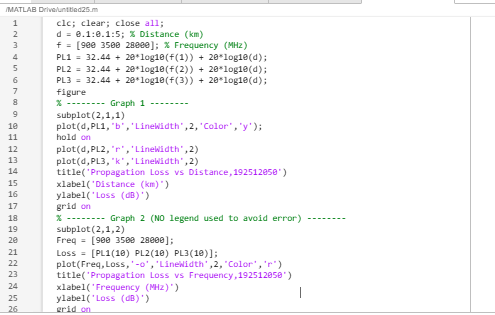 /MATLAB Drive/untitled25.m
1 clc; clear; close all;
2 d = 0.1:0.1:5; % Distance (km)
3 f = [900 3500 28000]; % Frequency (MHz)
4 PL1 = 32.44 + 20*log10(f(1)) + 20*log10(d);
5 PL2 = 32.44 + 20*log10(f(2)) + 20*log10(d);
6 PL3 = 32.44 + 20*log10(f(3)) + 20*log10(d);
7 figure
8 % -------- Graph 1 --------
9 subplot(2,1,1)
10 plot(d,PL1,'b','LineWidth',2,'Color','y');
11 hold on
12 plot(d,PL2,'r','LineWidth',2)
13 plot(d,PL3,'k','LineWidth',2)
14 title('Propagation Loss vs Distance,192512050')
15 xlabel('Distance (km)')
16 ylabel('Loss (dB)')
17 grid on
18 % -------- Graph 2 (NO legend used to avoid error) --------
19 subplot(2,1,2)
20 Freq = [900 3500 28000];
21 Loss = [PL1(10) PL2(10) PL3(10)];
22 plot(Freq,Loss,'-o','LineWidth',2,'Color','r')
23 title('Propagation Loss vs Frequency,192512050')
24 xlabel('Frequency (MHz)')
25 ylabel('Loss (dB)')
26 grid on